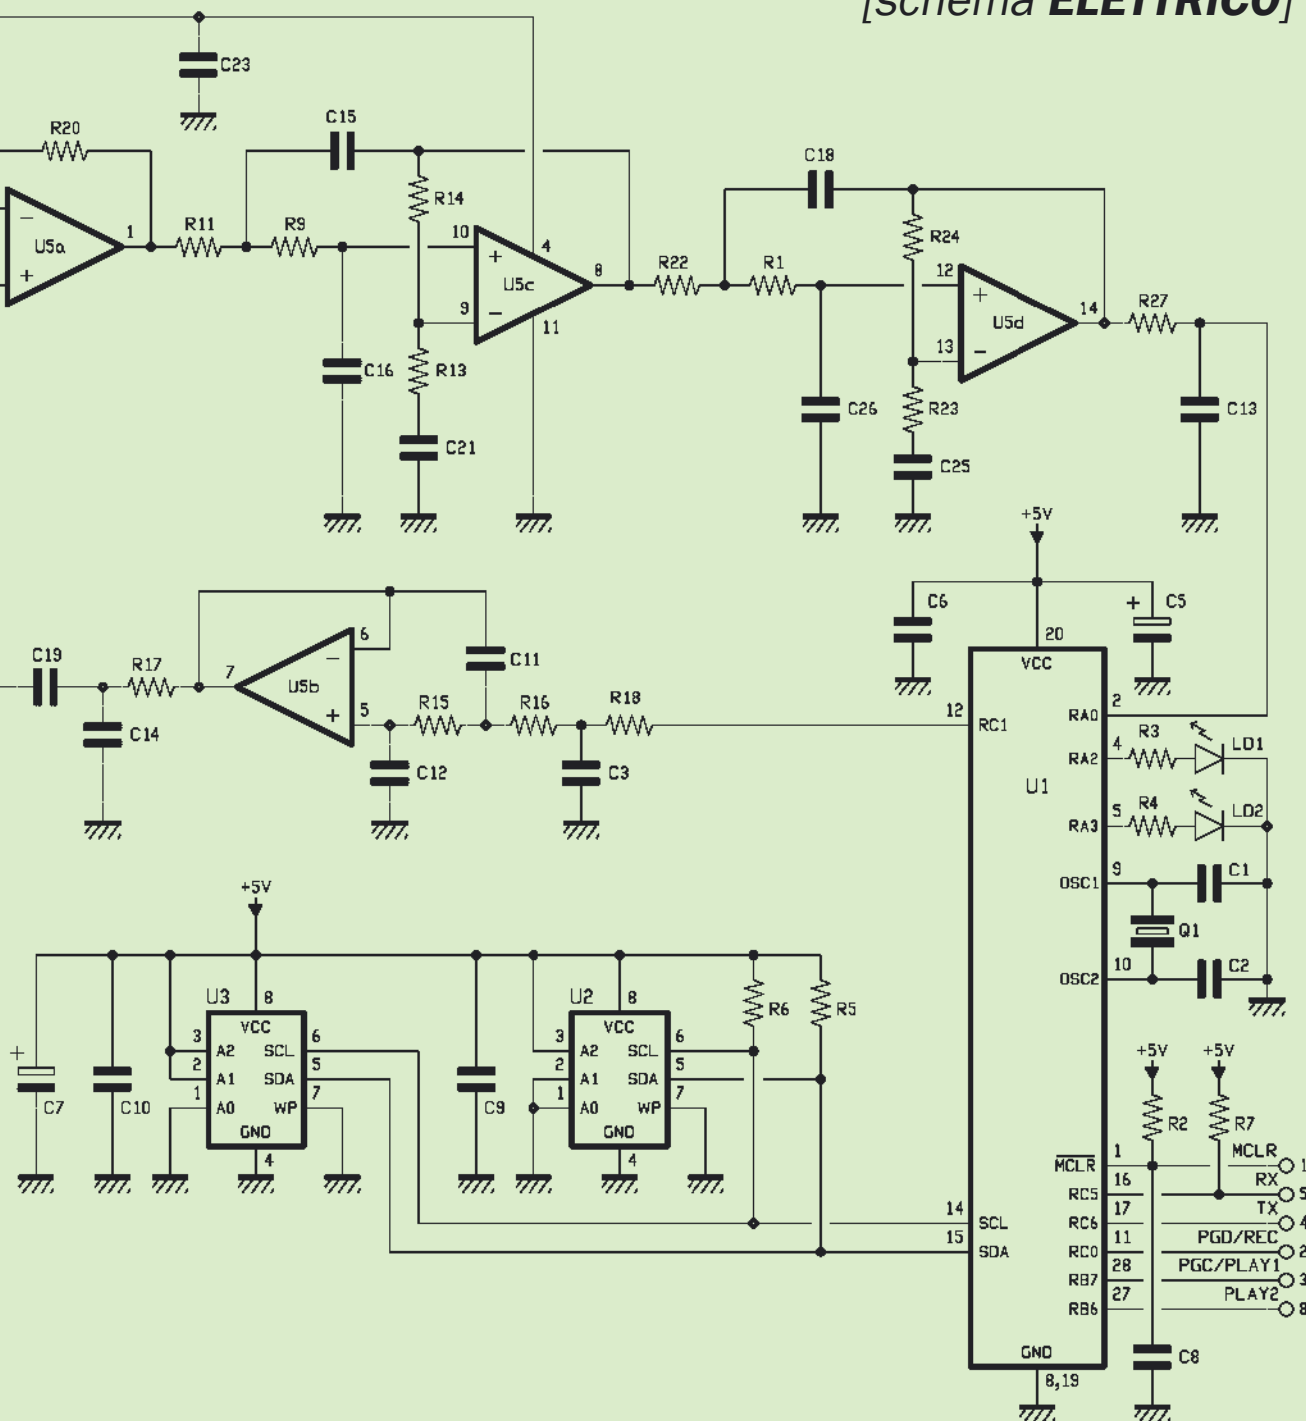 [schema ELETTRICO]
C23
R20
C15
C18
R14
R11
R9
R24
U5a
1
10
4
R22
R1
8
12
U5c
R27
14
U5d
9
11
13
C16
R13
C26
R23
C13
C21
C25
+5V
C6
+ C5
20
VCC
C19
R17
7
6
U5b
C11
5
R15
R16
R18
12
RC1
RA0
2
C14
C12
C3
RA2
4
R3
LD1
U1
RA3
5
R4
LD2
OSC1
9
C1
Q1
OSC2
10
C2
+5V
U3
8
VCC
U2
8
VCC
R6
R5
3
A2
SCL
6
2
A1
SDA
5
1
A0
WP
7
GND
4
3
A2
SCL
6
2
A1
SDA
5
1
A0
WP
7
GND
4
+
C7
C10
C9
+5V
+5V
R2
R7
MCLR
1
MCLR
1
RC5
16
RX
5
14
SCL
RC6
17
TX
4
15
SDA
RC0
11
PGD/REC
2
RB7
28
PGC/PLAY1
3
RB6
27
PLAY2
8
GND
8,19
C8